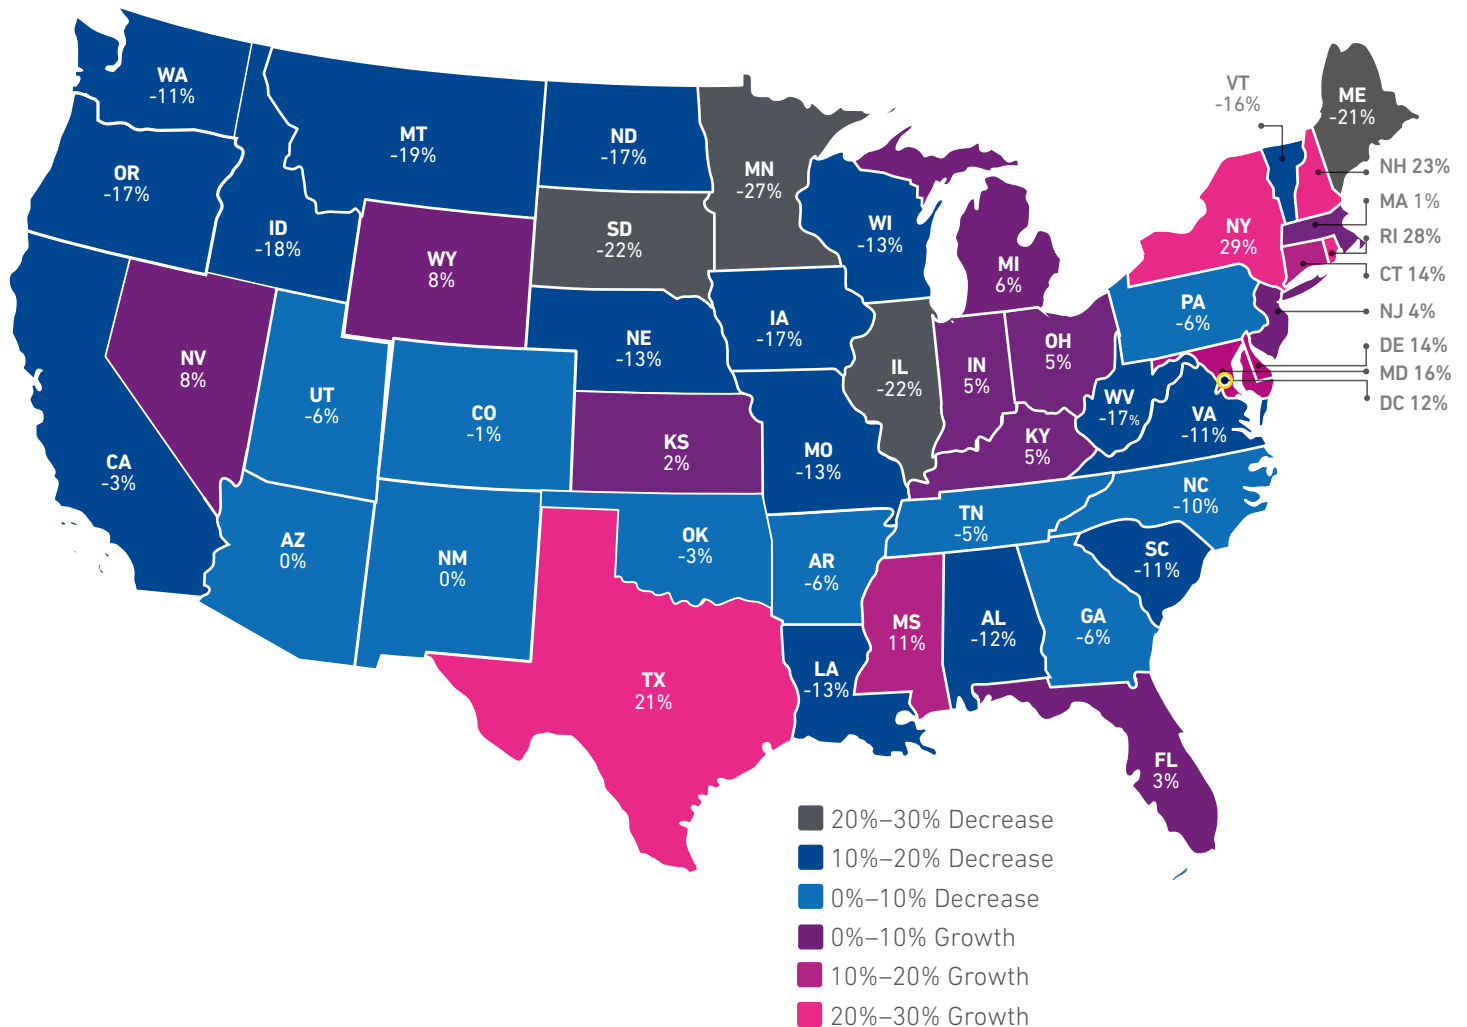 WA
-11%
OR
-17%
CA
-3%
NV
8%
ID
-18%
MT
-19%
WY
8%
UT
-6%
AZ
0%
CO
-1%
NM
0%
ND
-17%
SD
-22%
NE
-13%
KS
2%
OK
-3%
TX
21%
MN
-27%
IA
-17%
MO
-13%
AR
-6%
LA
-13%
WI
-13%
IL
-22%
MI
6%
IN
5%
OH
5%
KY
5%
TN
-5%
MS
11%
AL
-12%
GA
-6%
FL
3%
SC
-11%
NC
-10%
VA
-11%
WV
-17%
PA
-6%
NY
29%
VT
-16%
ME
-21%
NH 23%
MA 1%
RI 28%
CT 14%
NJ 4%
DE 14%
MD 16%
DC 12%
20%–30% Decrease
10%–20% Decrease
0%–10% Decrease
0%–10% Growth
10%–20% Growth
20%–30% Growth